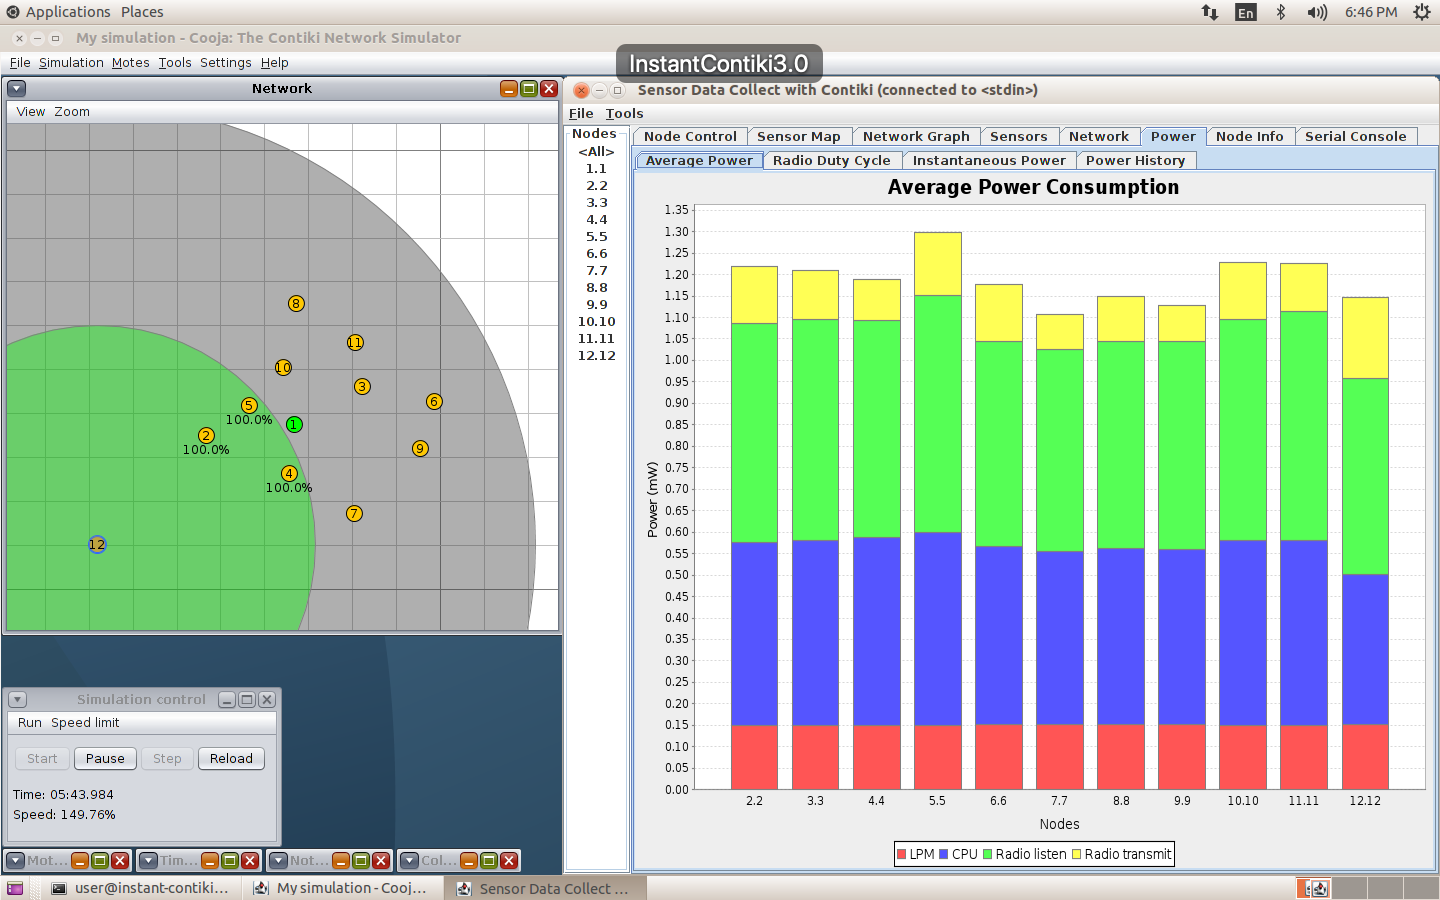 Applications Places
En
6:46 PM
My simulation - Cooja: The Contiki Network Simulator
File Simulation Motes Tools Settings Help
InstantContiki3.0
Network
View Zoom
8
11
10
3
5
100.0%
6
1
2
100.0%
9
4
100.0%
7
12
Simulation control
Run Speed limit
Start Pause Step Reload
Time: 05:43.984
Speed: 149.76%
Mot... Tim... Not... Col...
Sensor Data Collect with Contiki (connected to <stdin>)
File Tools
Nodes
<All>
1.1
2.2
3.3
4.4
5.5
6.6
7.7
8.8
9.9
10.10
11.11
12.12
Node Control Sensor Map Network Graph Sensors Network Power Node Info Serial Console
Average Power Radio Duty Cycle Instantaneous Power Power History
Average Power Consumption
1.35
1.30
1.25
1.20
1.15
1.10
1.05
1.00
0.95
0.90
0.85
0.80
0.75
0.70
0.65
0.60
0.55
0.50
0.45
0.40
0.35
0.30
0.25
0.20
0.15
0.10
0.05
0.00
Power (mW)
2.2 3.3 4.4 5.5 6.6 7.7 8.8 9.9 10.10 11.11 12.12
Nodes
LPM CPU Radio listen Radio transmit
user@instant-contiki... My simulation - Cooj... Sensor Data Collect ...